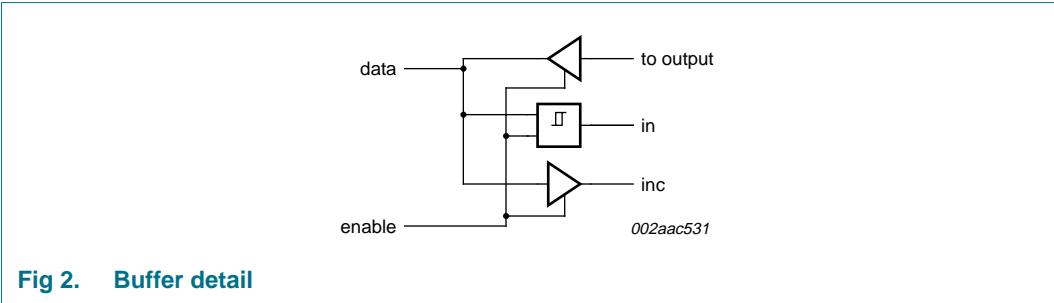 data
to output
in
inc
enable
002aac531
Fig 2. Buffer detail